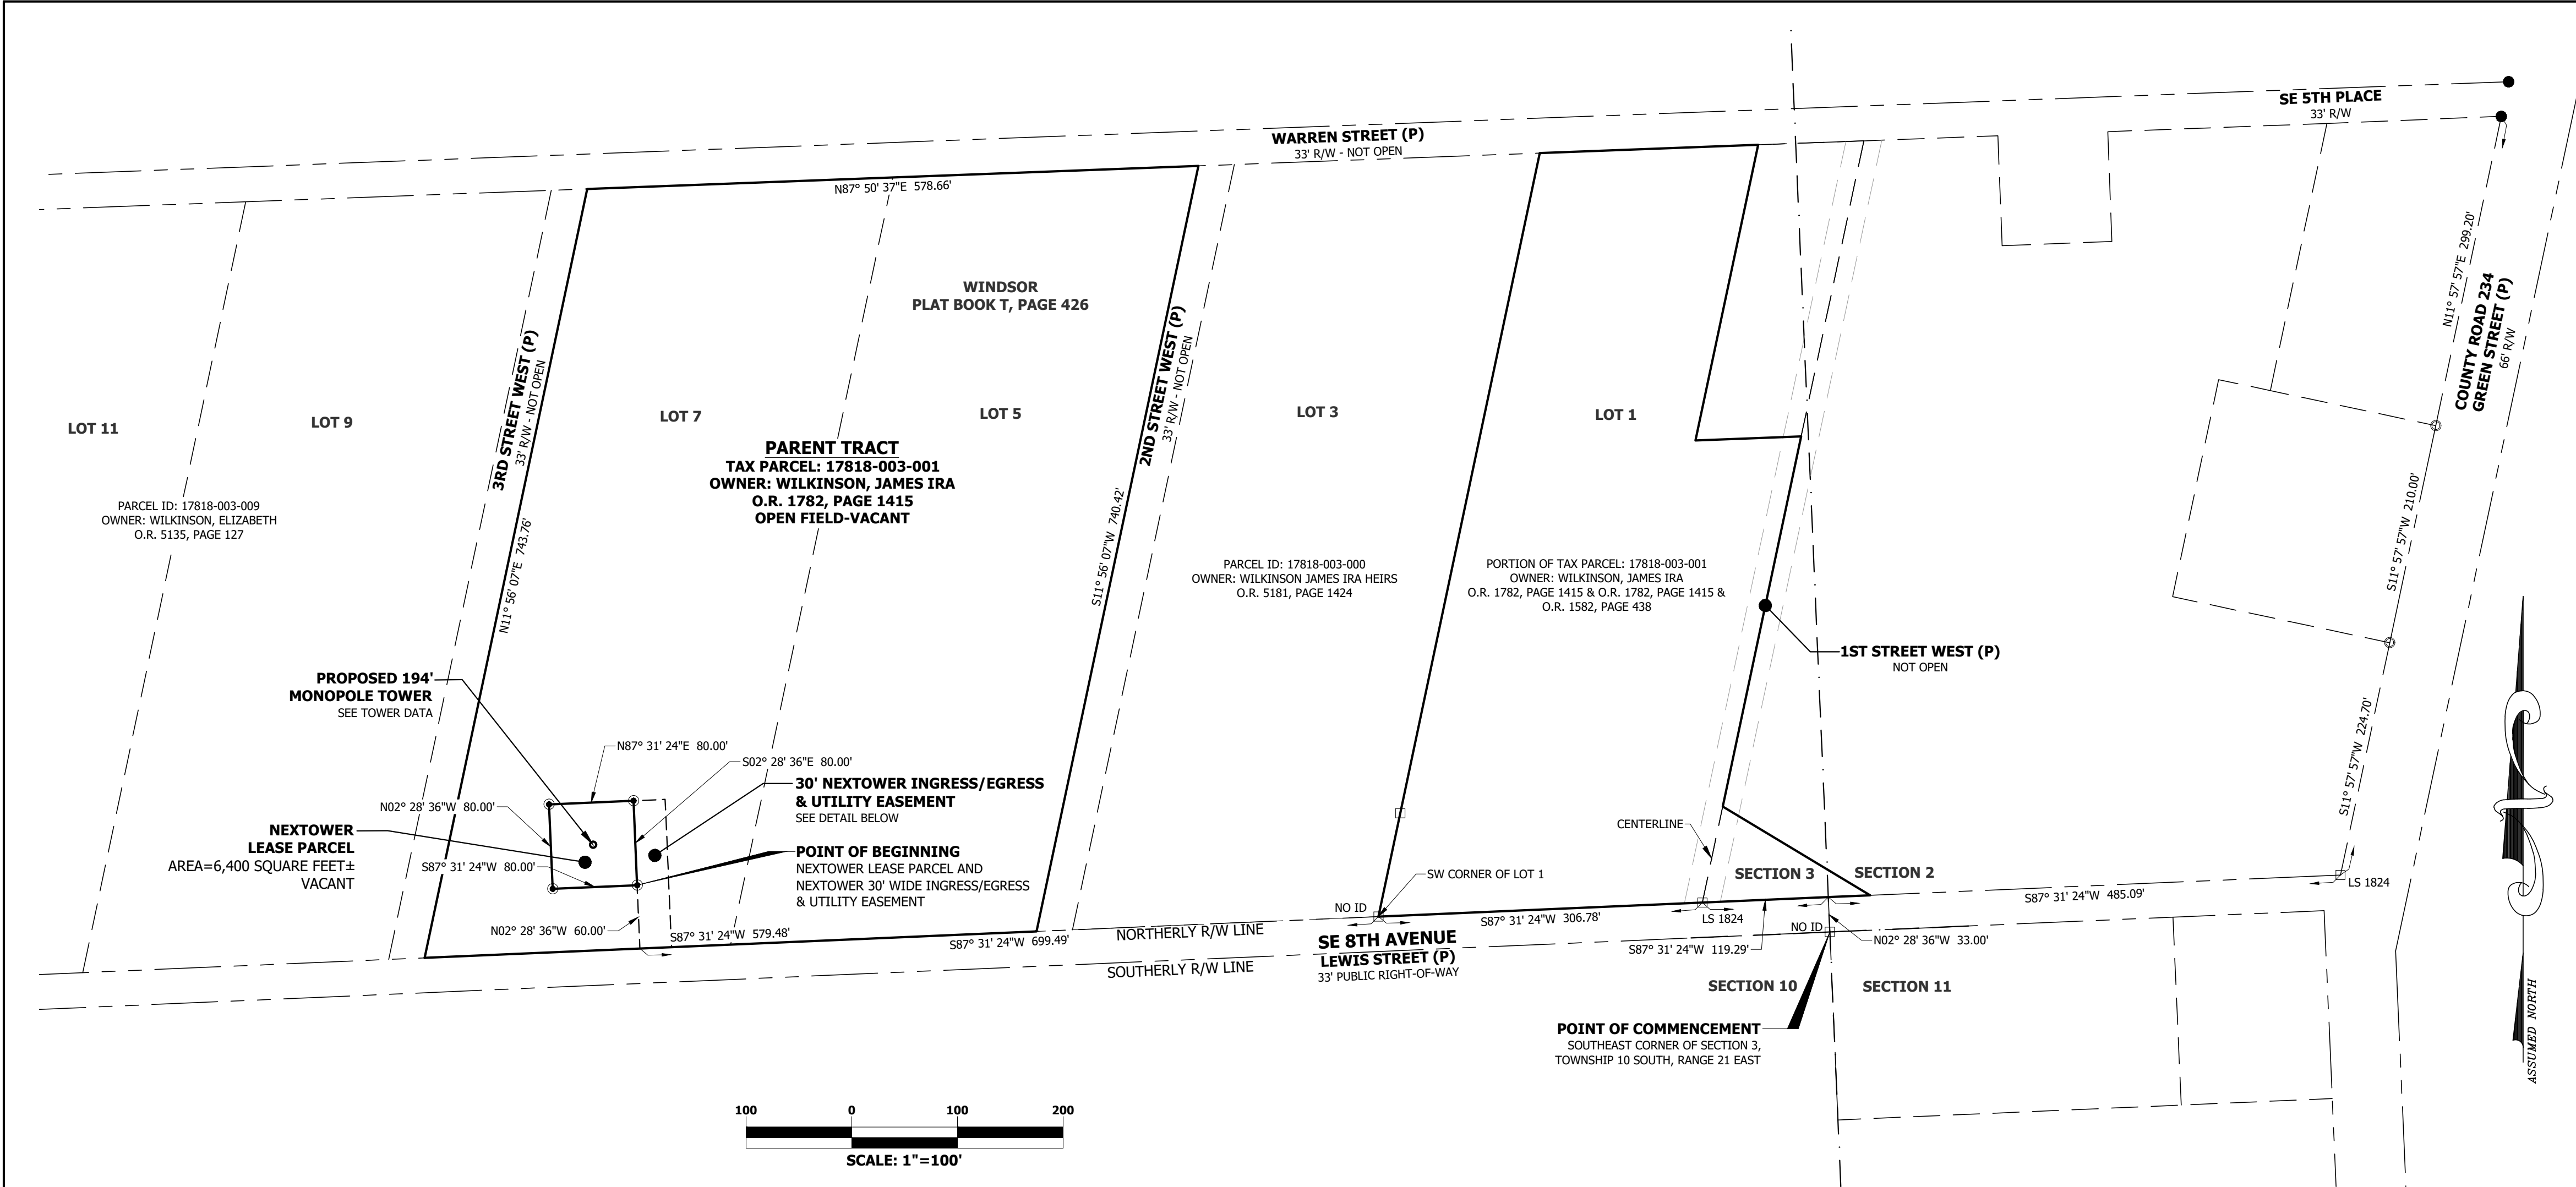 SE 5TH PLACE
33' R/W
WARREN STREET (P)
33' R/W - NOT OPEN
N87° 50' 37"E  578.66'
WINDSOR
PLAT BOOK T, PAGE 426
N11° 57' 57"E  299.20'
COUNTY ROAD 234
GREEN STREET (P)
66' R/W
3RD STREET WEST (P)
33' R/W - NOT OPEN
2ND STREET WEST (P)
33' R/W - NOT OPEN
LOT 11
LOT 9
LOT 7
LOT 5
LOT 3
LOT 1
PARENT TRACT
TAX PARCEL: 17818-003-001
OWNER: WILKINSON, JAMES IRA
O.R. 1782, PAGE 1415
OPEN FIELD-VACANT
PARCEL ID: 17818-003-009
OWNER: WILKINSON, ELIZABETH
O.R. 5135, PAGE 127
N11° 56' 07"E  743.76'
S11° 56' 07"W  740.42'
S11° 57' 57"W  210.00'
PARCEL ID: 17818-003-000
OWNER: WILKINSON JAMES IRA HEIRS
O.R. 5181, PAGE 1424
PORTION OF TAX PARCEL: 17818-003-001
OWNER: WILKINSON, JAMES IRA
O.R. 1782, PAGE 1415 & O.R. 1782, PAGE 1415 &
O.R. 1582, PAGE 438
1ST STREET WEST (P)
NOT OPEN
PROPOSED 194'
MONOPOLE TOWER
SEE TOWER DATA
N87° 31' 24"E  80.00'
S02° 28' 36"E  80.00'
30' NEXTOWER INGRESS/EGRESS
& UTILITY EASEMENT
SEE DETAIL BELOW
N02° 28' 36"W  80.00'
NEXTOWER
LEASE PARCEL
AREA=6,400 SQUARE FEET±
VACANT
S87° 31' 24"W  80.00'
POINT OF BEGINNING
NEXTOWER LEASE PARCEL AND
NEXTOWER 30' WIDE INGRESS/EGRESS
& UTILITY EASEMENT
N02° 28' 36"W  60.00'
S87° 31' 24"W  579.48'
S87° 31' 24"W  699.49'
S11° 57' 57"W  224.70'
CENTERLINE
SECTION 3
SECTION 2
SW CORNER OF LOT 1
NO ID
S87° 31' 24"W  306.78'
LS 1824
S87° 31' 24"W  485.09'
LS 1824
NO ID
N02° 28' 36"W  33.00'
S87° 31' 24"W  119.29'
NORTHERLY R/W LINE
SOUTHERLY R/W LINE
SE 8TH AVENUE
LEWIS STREET (P)
33' PUBLIC RIGHT-OF-WAY
SECTION 10
SECTION 11
POINT OF COMMENCEMENT
SOUTHEAST CORNER OF SECTION 3,
TOWNSHIP 10 SOUTH, RANGE 21 EAST
ASSUMED NORTH
100 0 100 200
SCALE: 1"=100'